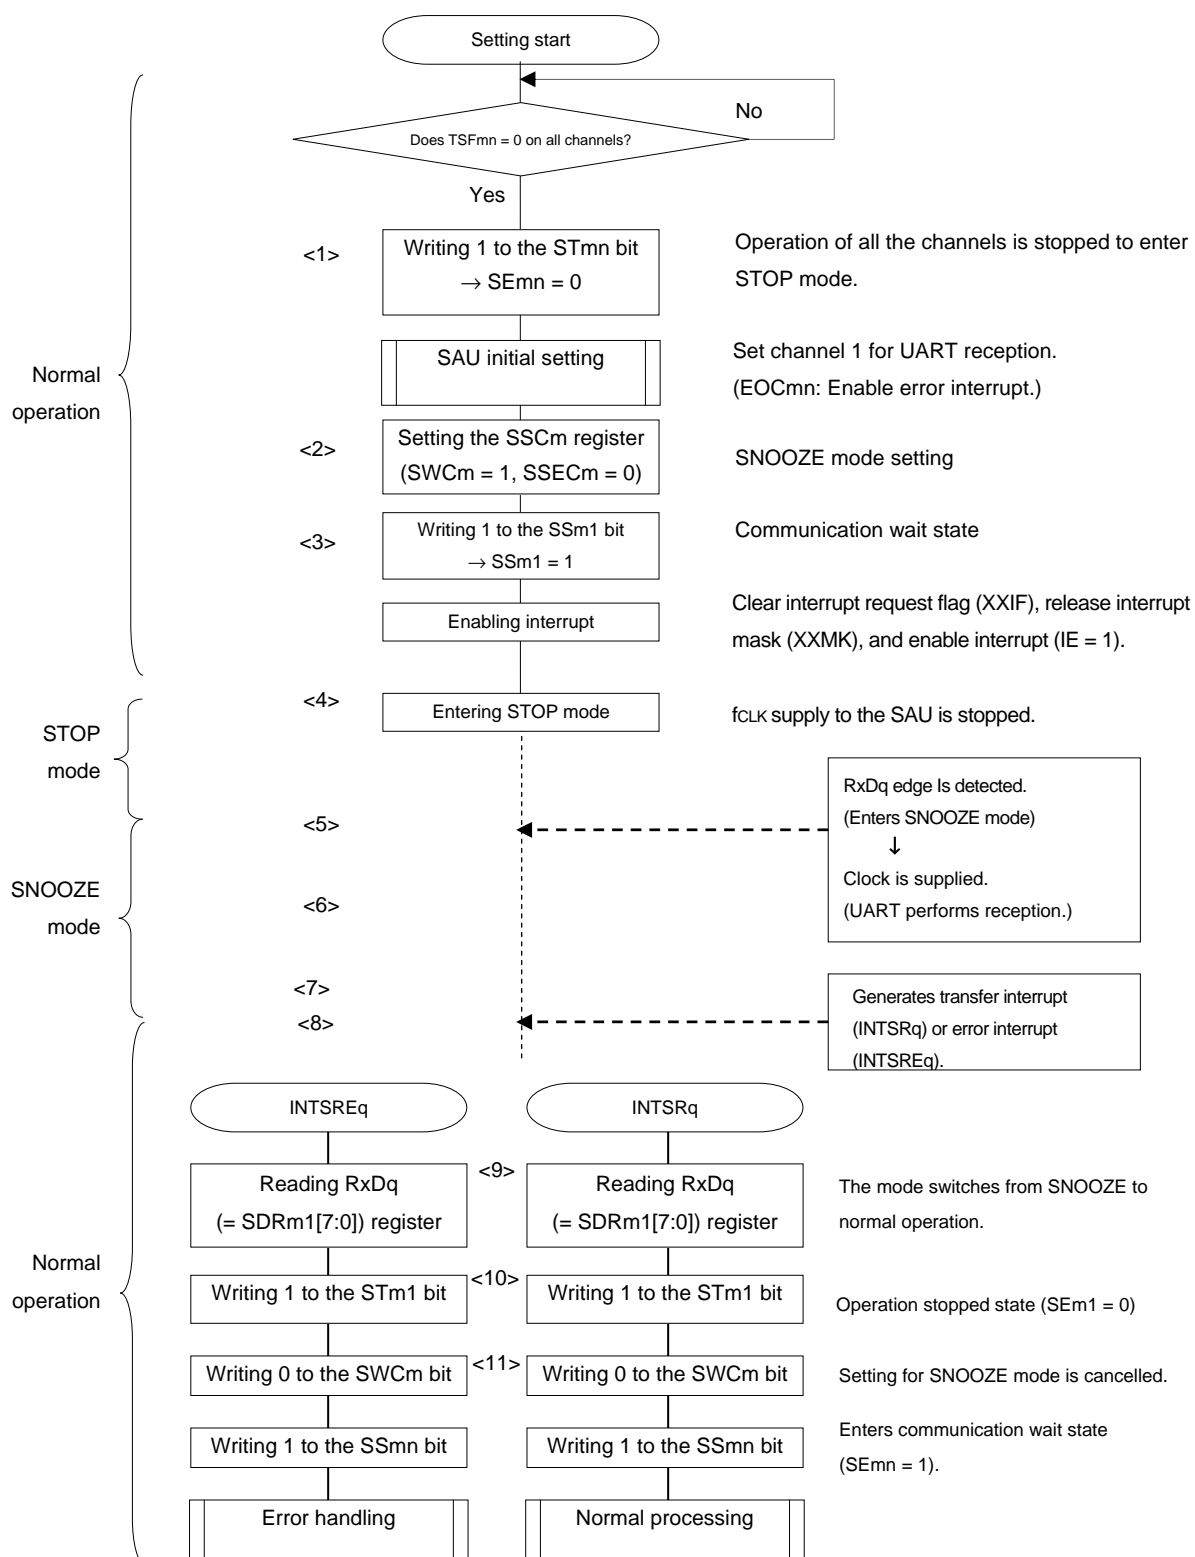 Setting start
No
Does TSFmn = 0 on all channels?
Yes
<1>
Writing 1 to the STmn bit
→ SEmn = 0
Operation of all the channels is stopped to enter
STOP mode.
SAU initial setting
Set channel 1 for UART reception.
(EOCmn: Enable error interrupt.)
Normal
operation
<2>
Setting the SSCm register
(SWCm = 1, SSECm = 0)
SNOOZE mode setting
<3>
Writing 1 to the SSm1 bit
→ SSm1 = 1
Communication wait state
Enabling interrupt
Clear interrupt request flag (XXIF), release interrupt
mask (XXMK), and enable interrupt (IE = 1).
<4>
Entering STOP mode
fCLK supply to the SAU is stopped.
STOP
mode
RxDq edge Is detected.
(Enters SNOOZE mode)
↓
Clock is supplied.
(UART performs reception.)
<5>
SNOOZE
mode
<6>
<7>
<8>
Generates transfer interrupt
(INTSRq) or error interrupt
(INTSREq).
INTSREq
INTSRq
<9>
Reading RxDq
(= SDRm1[7:0]) register
Reading RxDq
(= SDRm1[7:0]) register
The mode switches from SNOOZE to
normal operation.
Normal
operation
<10>
Writing 1 to the STm1 bit
Writing 1 to the STm1 bit
Operation stopped state (SEm1 = 0)
<11>
Writing 0 to the SWCm bit
Writing 0 to the SWCm bit
Setting for SNOOZE mode is cancelled.
Writing 1 to the SSmn bit
Writing 1 to the SSmn bit
Enters communication wait state
(SEmn = 1).
Error handling
Normal processing